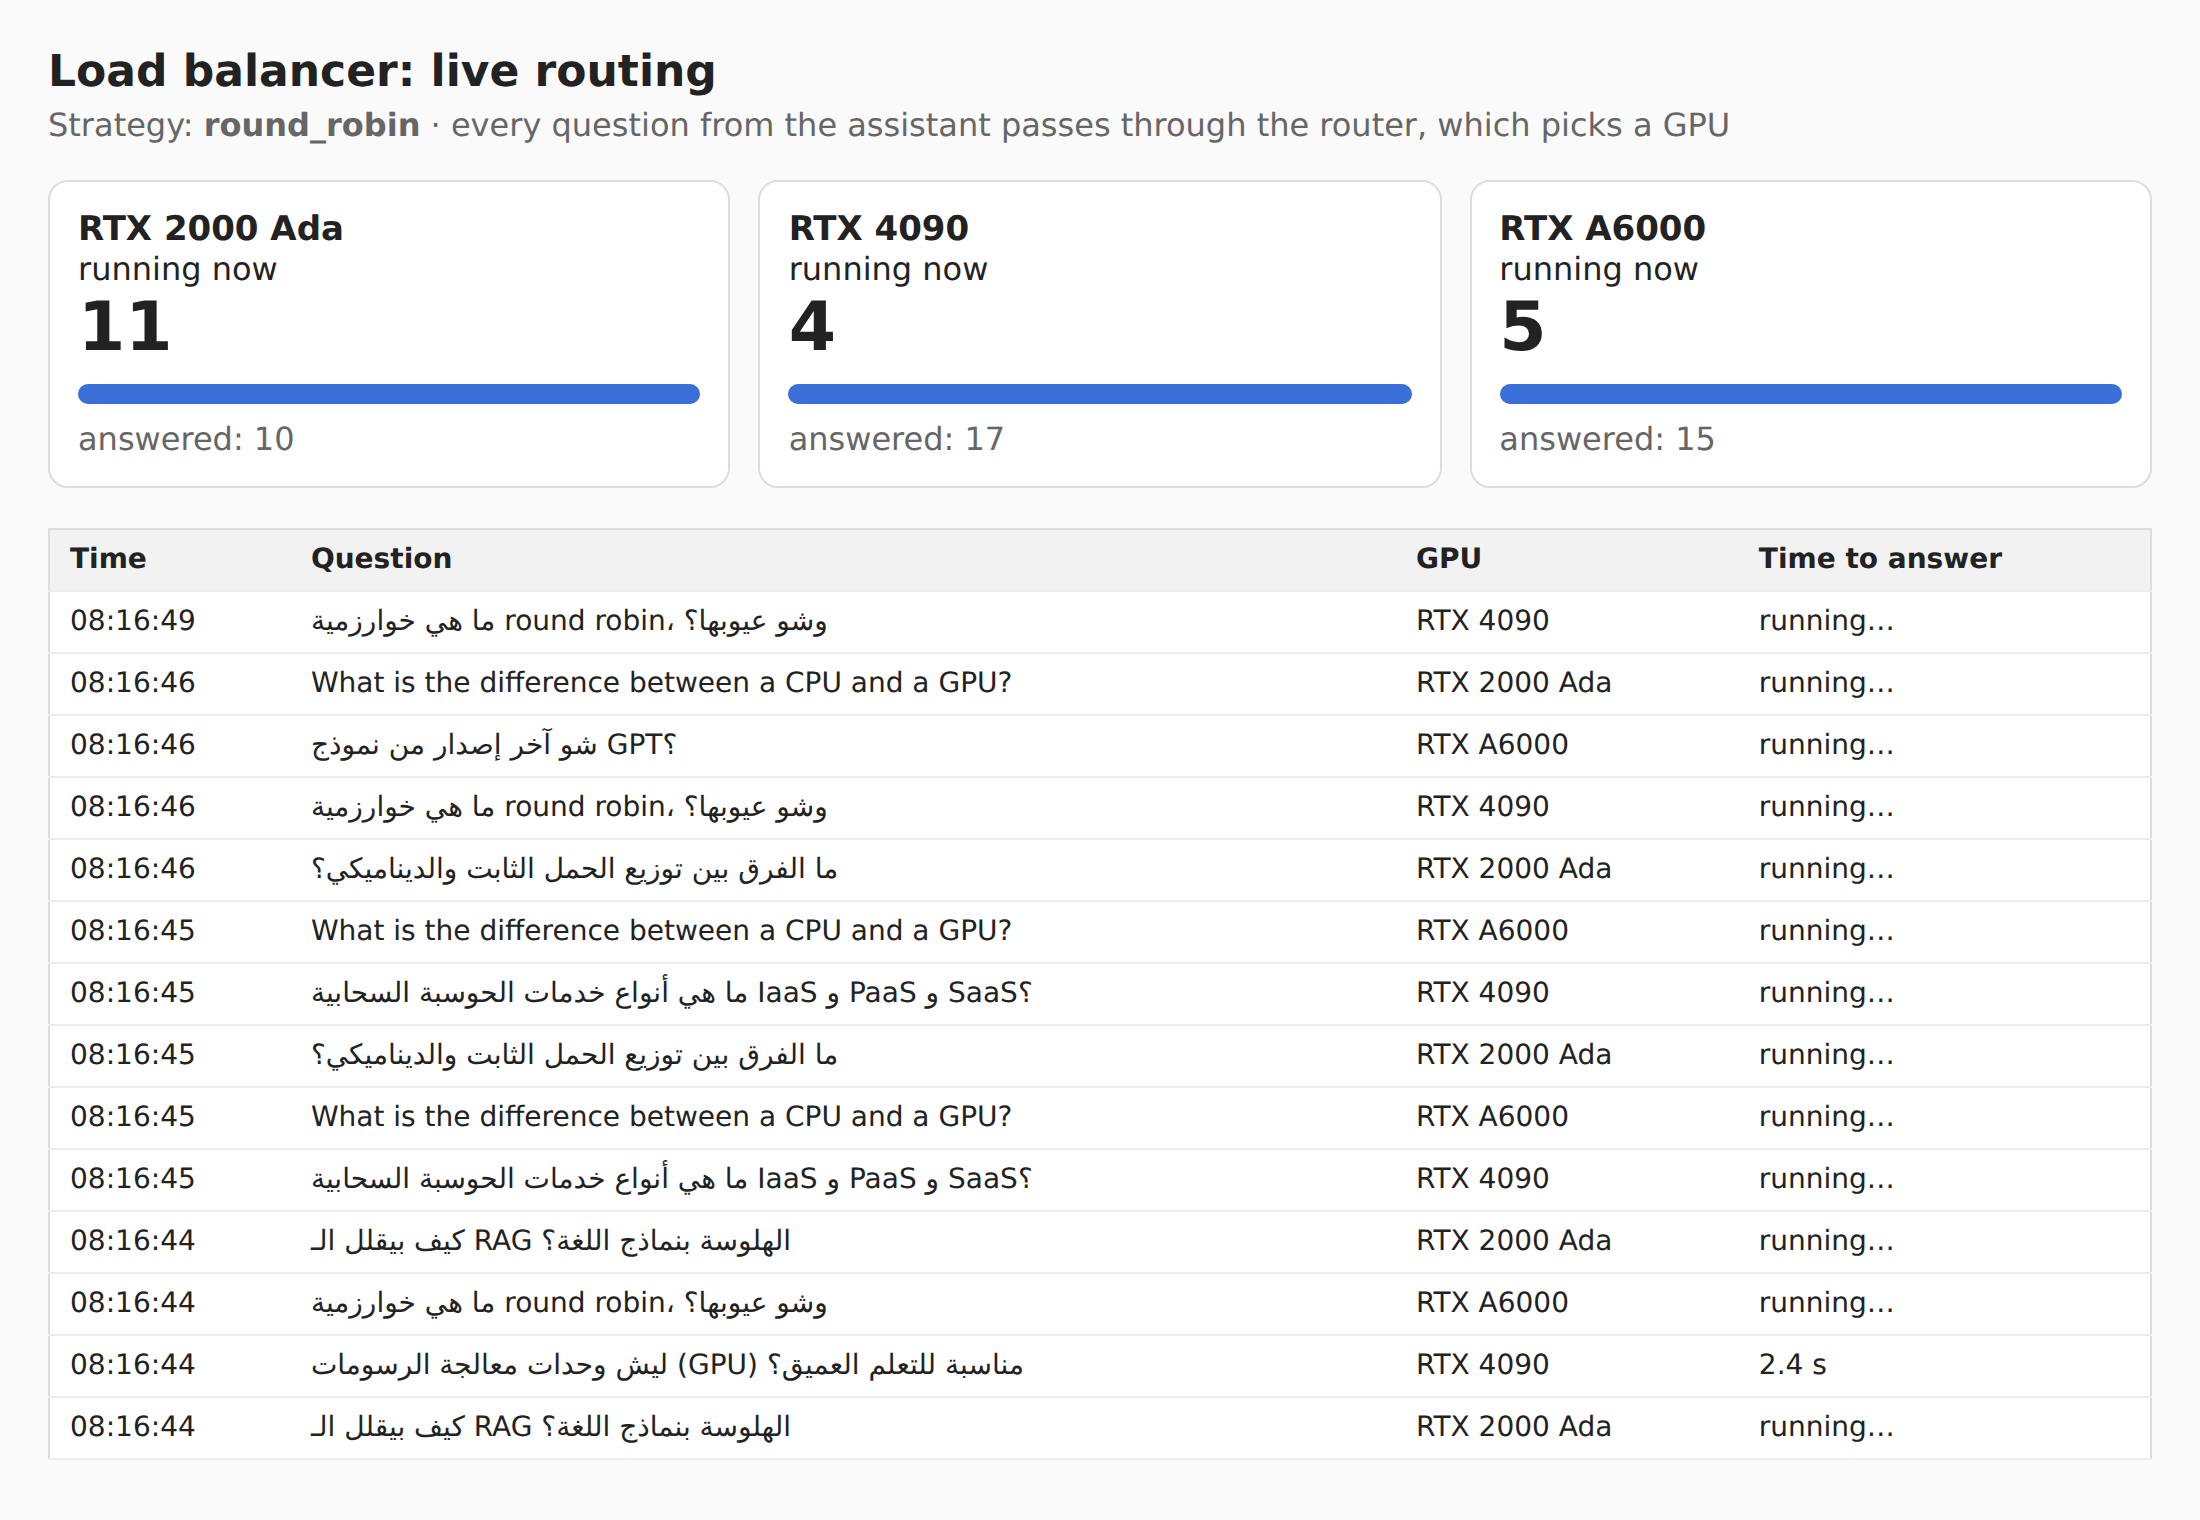 Load balancer: live routing
Strategy: round_robin · every question from the assistant passes through the router, which picks a GPU
RTX 2000 Ada
running now
11
answered: 10
RTX 4090
running now
4
answered: 17
RTX A6000
running now
5
answered: 15
Time Question GPU Time to answer
08:16:49 ما هي خوارزمية round robin، وشو عيوبها؟ RTX 4090 running…
08:16:46 What is the difference between a CPU and a GPU? RTX 2000 Ada running…
08:16:46 شو آخر إصدار من نموذج GPT؟ RTX A6000 running…
08:16:46 ما هي خوارزمية round robin، وشو عيوبها؟ RTX 4090 running…
08:16:46 ما الفرق بين توزيع الحمل الثابت والديناميكي؟ RTX 2000 Ada running…
08:16:45 What is the difference between a CPU and a GPU? RTX A6000 running…
08:16:45 ما هي أنواع خدمات الحوسبة السحابية IaaS و PaaS و SaaS؟ RTX 4090 running…
08:16:45 ما الفرق بين توزيع الحمل الثابت والديناميكي؟ RTX 2000 Ada running…
08:16:45 What is the difference between a CPU and a GPU? RTX A6000 running…
08:16:45 ما هي أنواع خدمات الحوسبة السحابية IaaS و PaaS و SaaS؟ RTX 4090 running…
08:16:44 كيف بيقلل الـ RAG الهلوسة بنماذج اللغة؟ RTX 2000 Ada running…
08:16:44 ما هي خوارزمية round robin، وشو عيوبها؟ RTX A6000 running…
08:16:44 ليش وحدات معالجة الرسومات (GPU) مناسبة للتعلم العميق؟ RTX 4090 2.4 s
08:16:44 كيف بيقلل الـ RAG الهلوسة بنماذج اللغة؟ RTX 2000 Ada running…